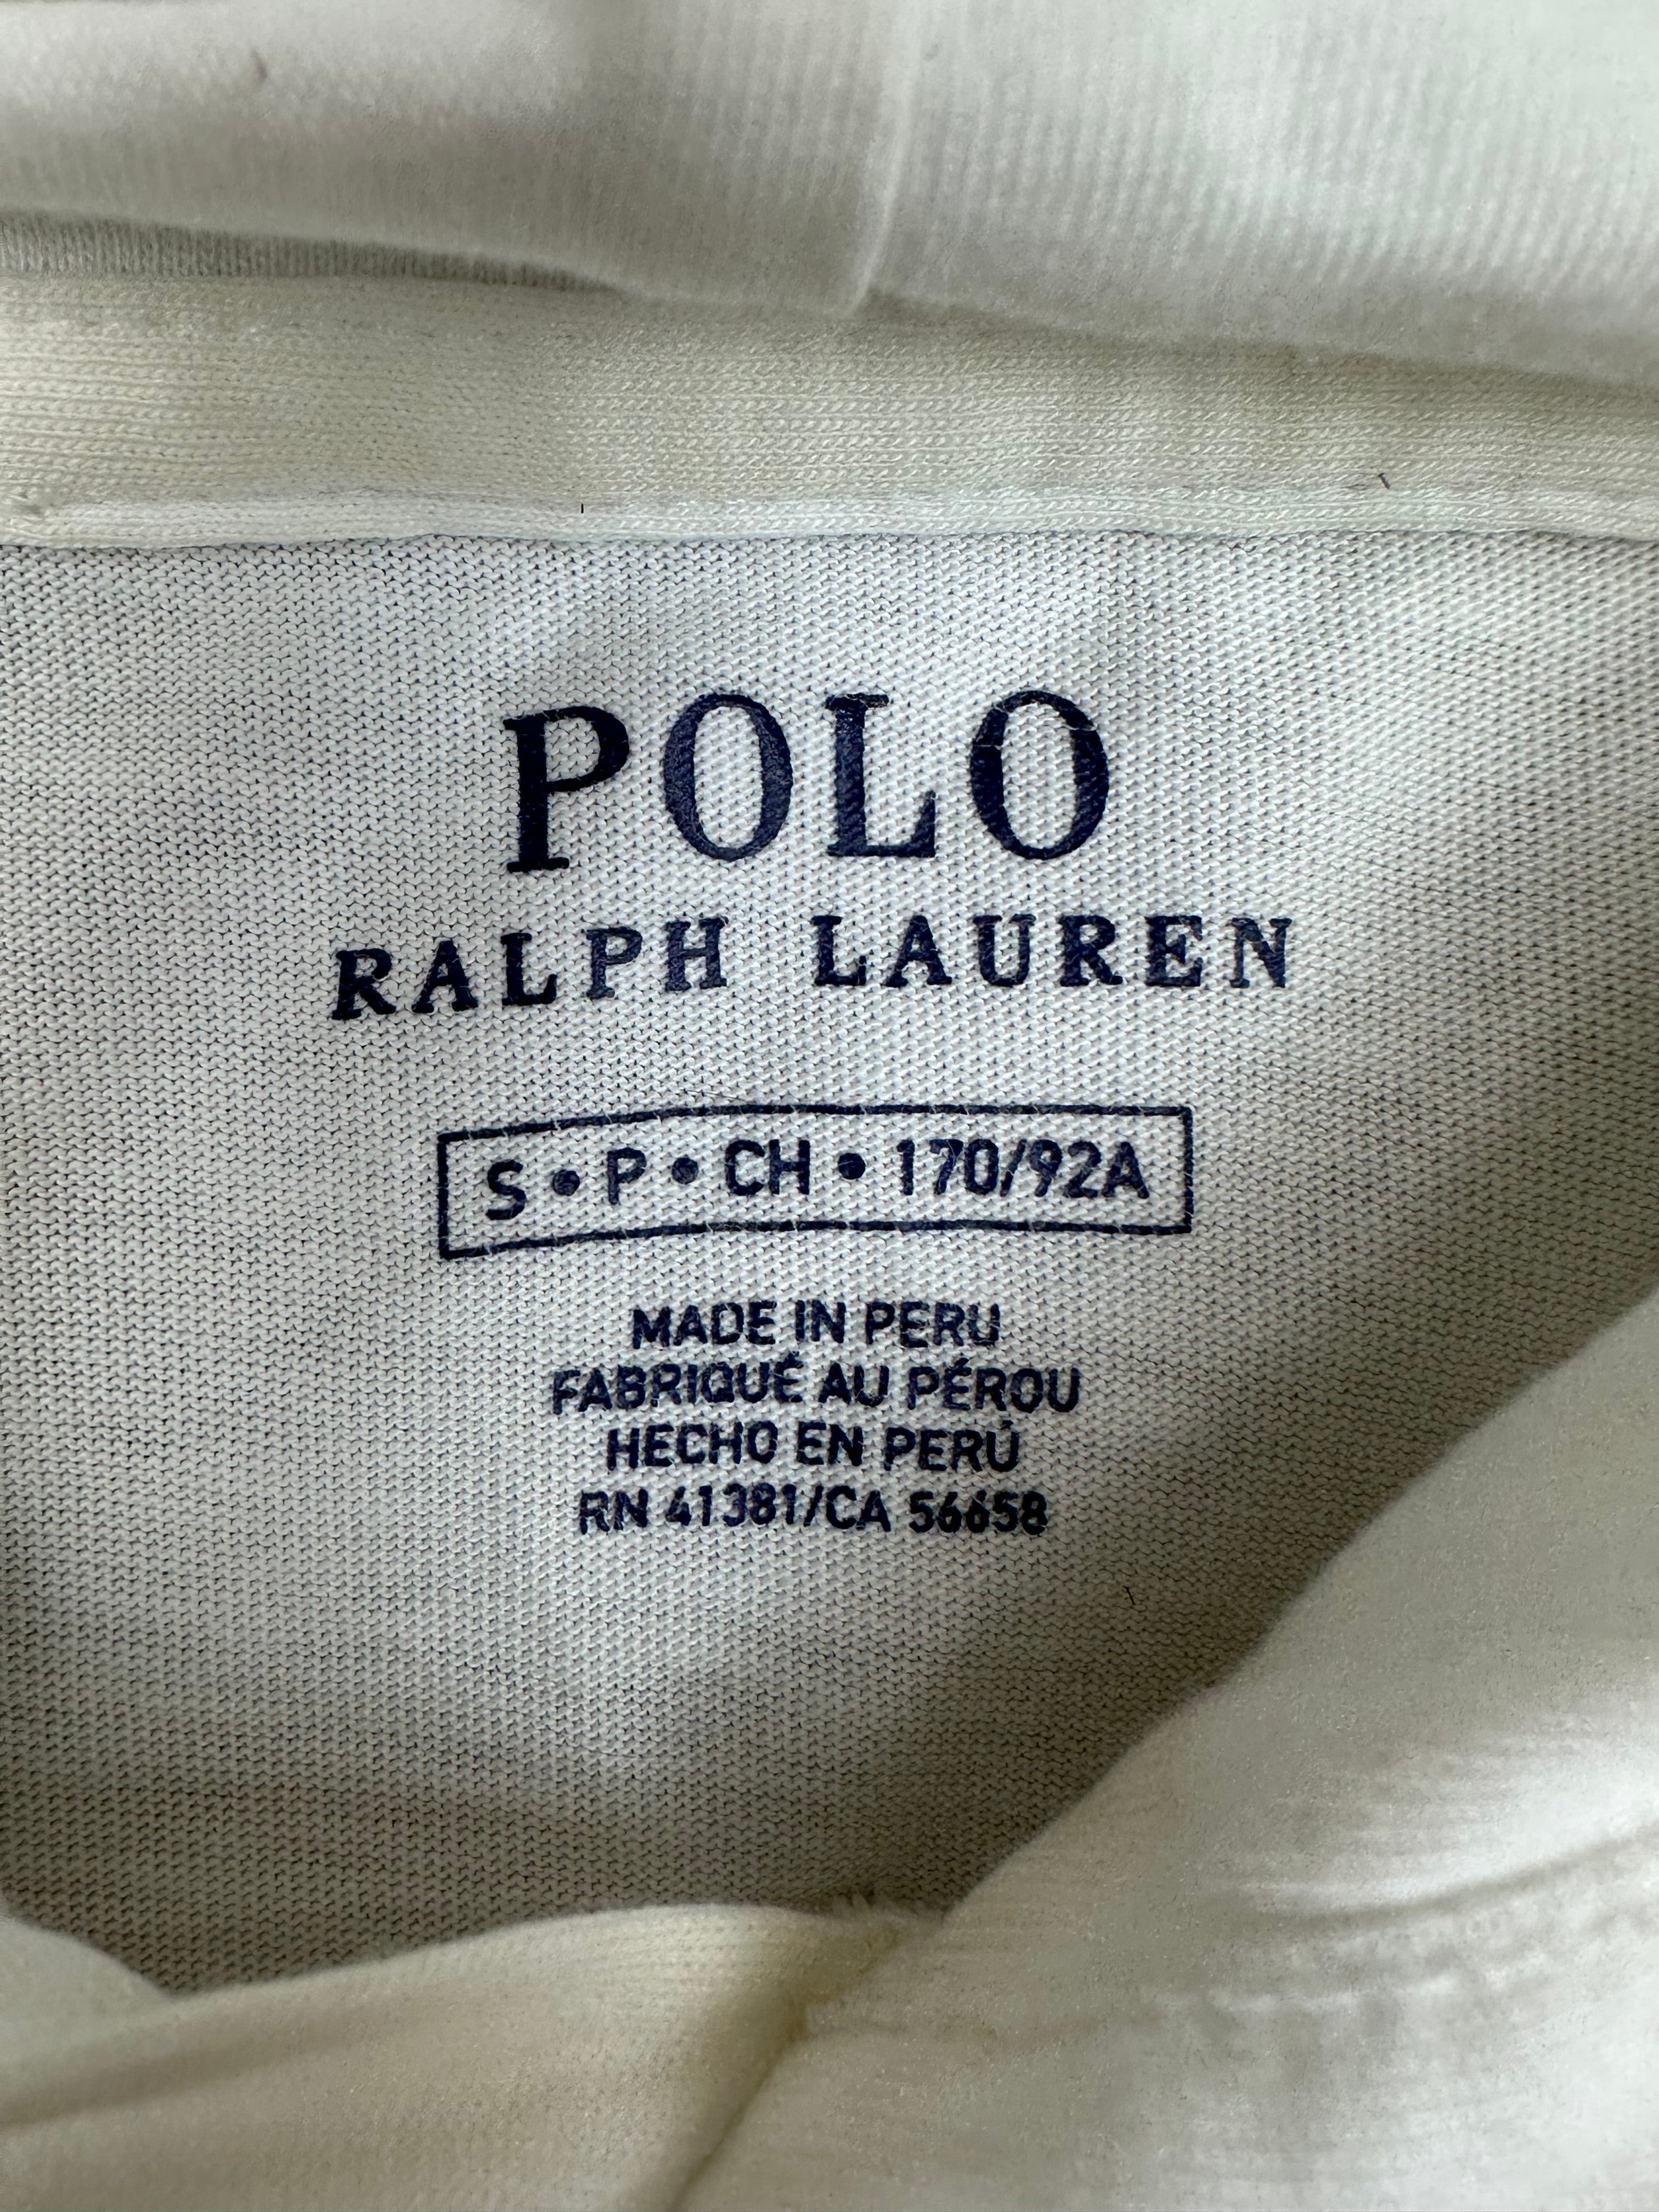 POLO
RALPH LAUREN
S • P • CH • 170/92A
MADE IN PERU
FABRIQUÉ AU PÉROU
HECHO EN PERÚ
RN 41381/CA 56658